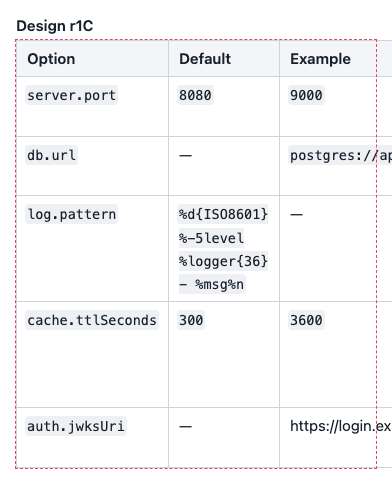 Design r1C
Option Default Example
server.port 8080 9000
db.url — postgres://ap
log.pattern %d{ISO8601} —
%-5level
%logger{36}
- %msg%n
cache.ttlSeconds 300 3600
auth.jwksUri — https://login.ex